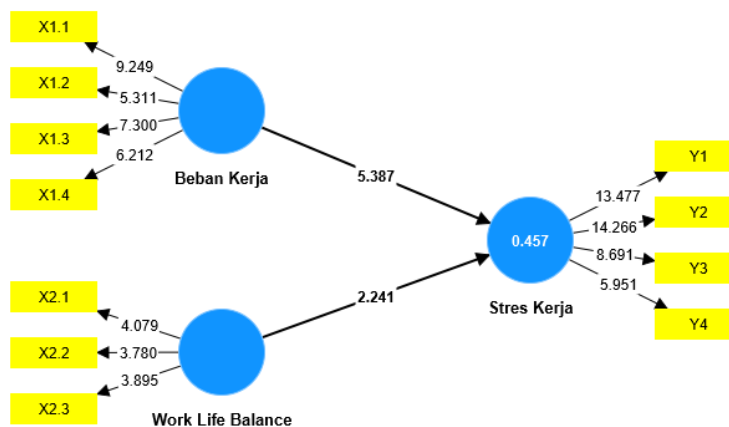 X1.1
X1.2
X1.3
X1.4
9.249
5.311
7.300
6.212
Beban Kerja
5.387
X2.1
X2.2
X2.3
4.079
3.780
3.895
Work Life Balance
2.241
0.457
Stres Kerja
13.477
14.266
8.691
5.951
Y1
Y2
Y3
Y4